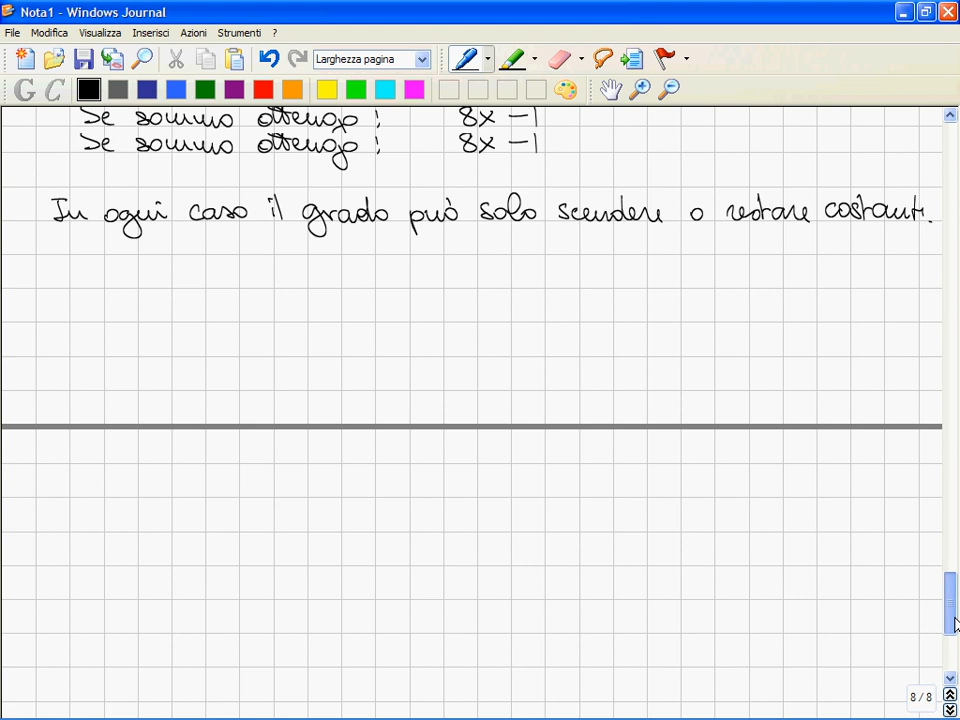 Nota1 - Windows Journal
File Modifica Visualizza Inserisci Azioni Strumenti ?
Larghezza pagina
G C
Se sommo ottengo : 8x -1
Se sommo ottengo : 8x -1
In ogni caso il grado può solo scendere o restare costante.
8 / 8